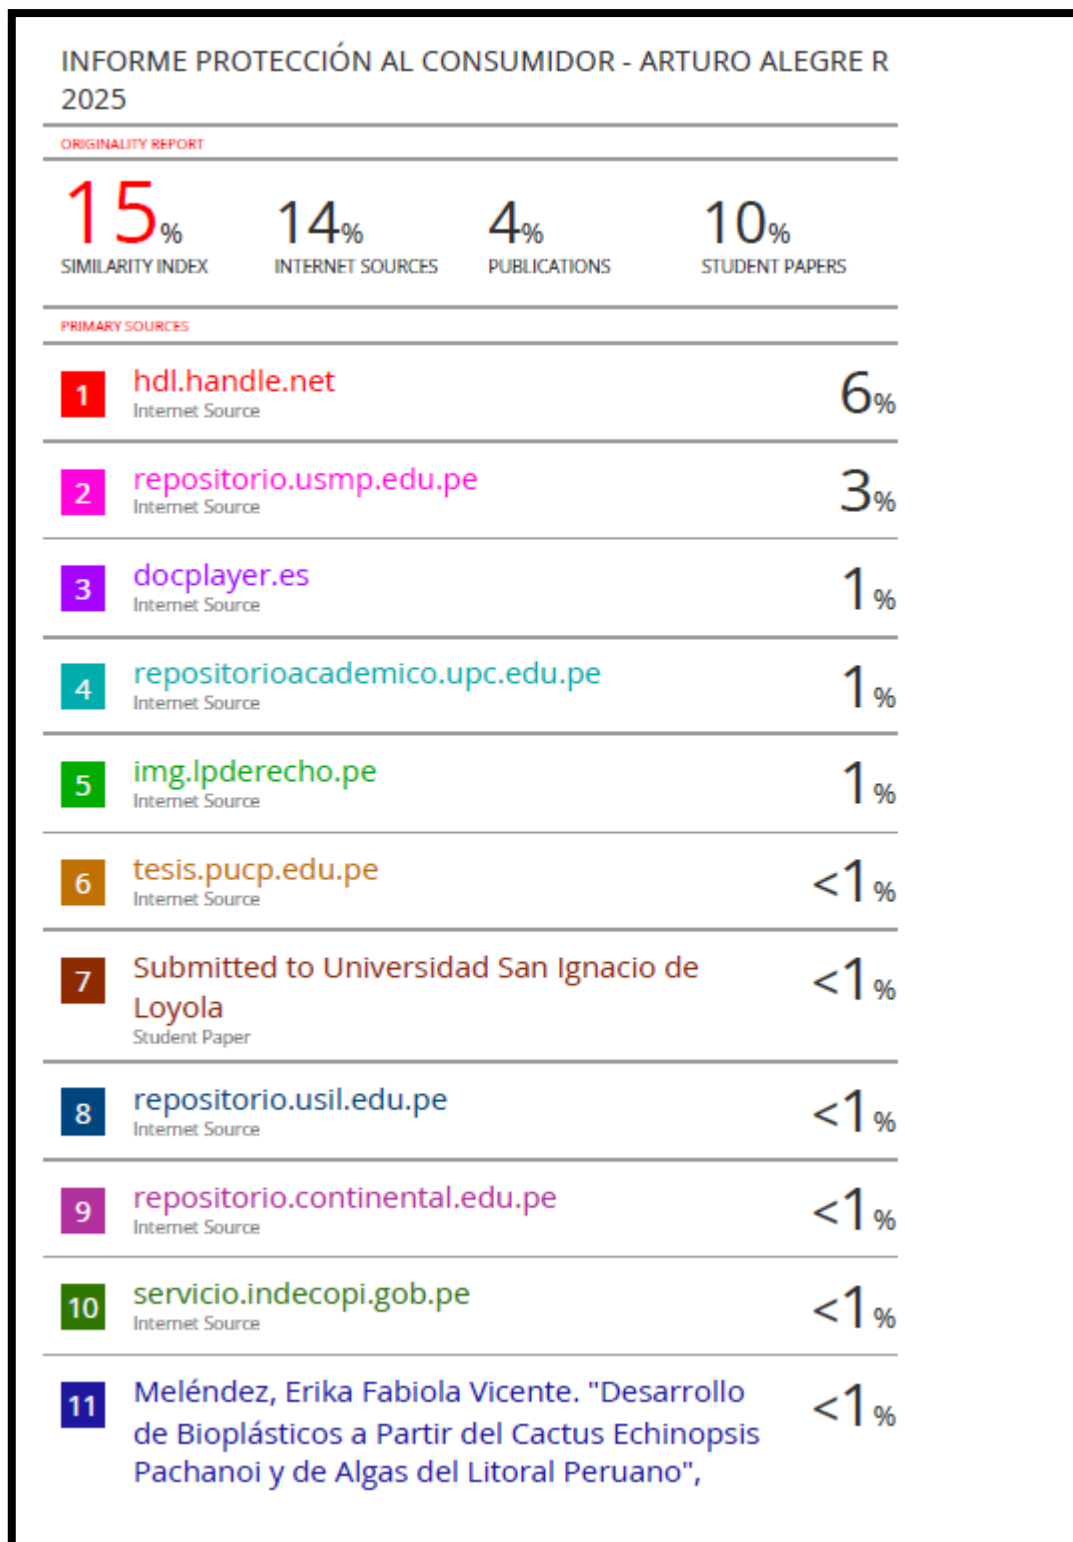 INFORME PROTECCIÓN AL CONSUMIDOR - ARTURO ALEGRE R
2025
ORIGINALITY REPORT
15% 14% 4% 10%
SIMILARITY INDEX INTERNET SOURCES PUBLICATIONS STUDENT PAPERS
PRIMARY SOURCES
1 hdl.handle.net 6%
Internet Source
2 repositorio.usmp.edu.pe 3%
Internet Source
3 docplayer.es 1%
Internet Source
4 repositorioacademico.upc.edu.pe 1%
Internet Source
5 img.lpderecho.pe 1%
Internet Source
6 tesis.pucp.edu.pe <1%
Internet Source
7 Submitted to Universidad San Ignacio de <1%
Loyola
Student Paper
8 repositorio.usil.edu.pe <1%
Internet Source
9 repositorio.continental.edu.pe <1%
Internet Source
10 servicio.indecopi.gob.pe <1%
Internet Source
11 Meléndez, Erika Fabiola Vicente. "Desarrollo <1%
de Bioplásticos a Partir del Cactus Echinopsis
Pachanoi y de Algas del Litoral Peruano",